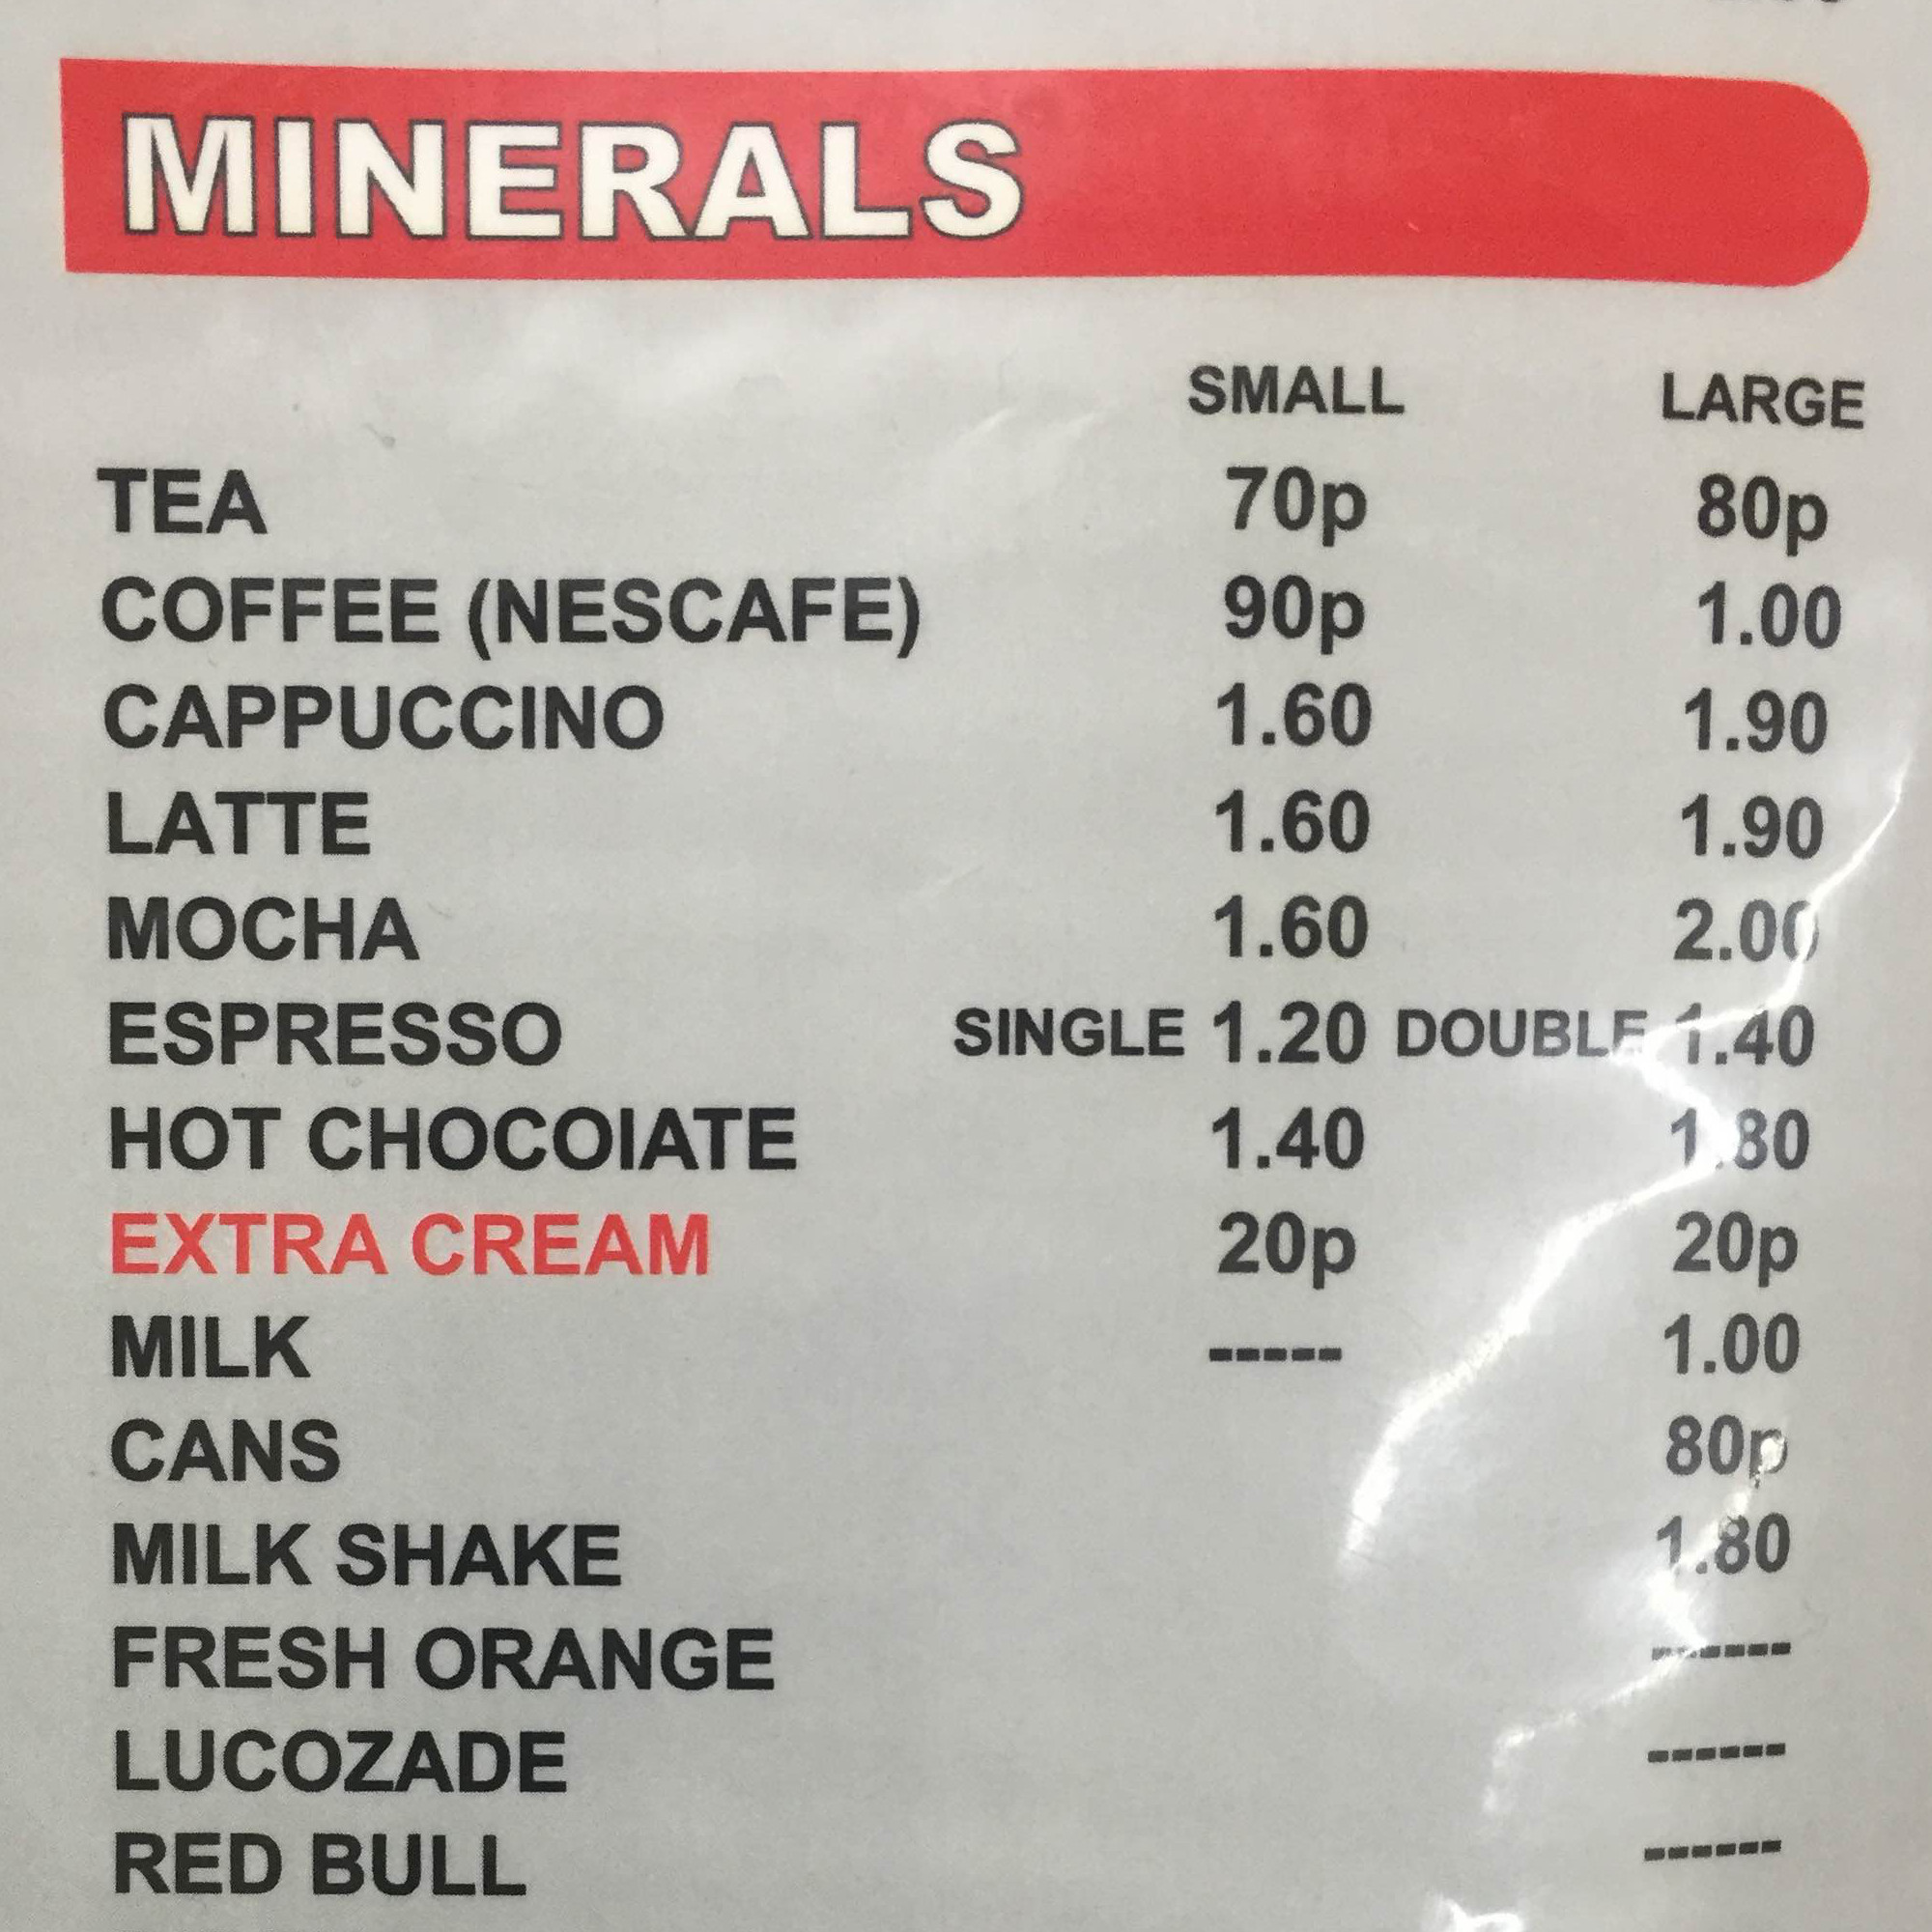 MINERALS
SMALL LARGE
TEA 70p 80p
COFFEE (NESCAFE) 90p 1.00
CAPPUCCINO 1.60 1.90
LATTE 1.60 1.90
MOCHA 1.60 2.00
ESPRESSO SINGLE 1.20 DOUBLE 1.40
HOT CHOCOlATE 1.40 1.80
EXTRA CREAM 20p 20p
MILK ----- 1.00
CANS 80p
MILK SHAKE 1.80
FRESH ORANGE ------
LUCOZADE ------
RED BULL ------